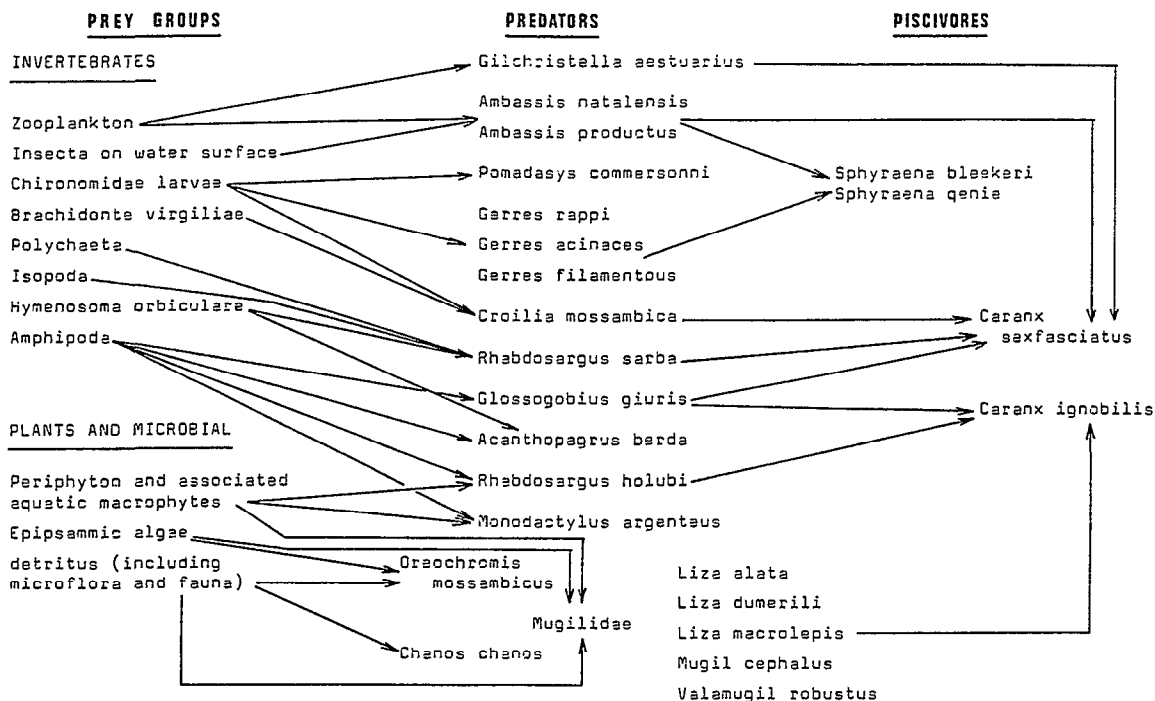 PREY GROUPS
PREDATORS
PISCIVORES
INVERTEBRATES
Zooplankton
Insecta on water surface
Chironomidae larvae
Brachidonta virgiliae
Polychaeta
Isopoda
Hymenosoma orbiculare
Amphipoda
PLANTS AND MICROBIAL
Periphyton and associated
aquatic macrophytes
Epipsammic algae
detritus (including
microflora and fauna)
Gilchristella aestuarius
Ambassis natalensis
Ambassis productus
Pomadasys commersonni
Gerres rappi
Gerres acinaces
Gerres filamentous
Croilia mossambica
Rhabdosargus sarba
Glossogobius giuris
Acanthopagrus berda
Rhabdosargus holubi
Monodactylus argenteus
Oreochromis
mossambicus
Mugilidae
Chanos chanos
Sphyraena bleekeri
Sphyraena qenie
Caranx
sexfasciatus
Caranx ignobilis
Liza alata
Liza dumerili
Liza macrolepis
Mugil cephalus
Valamugil robustus